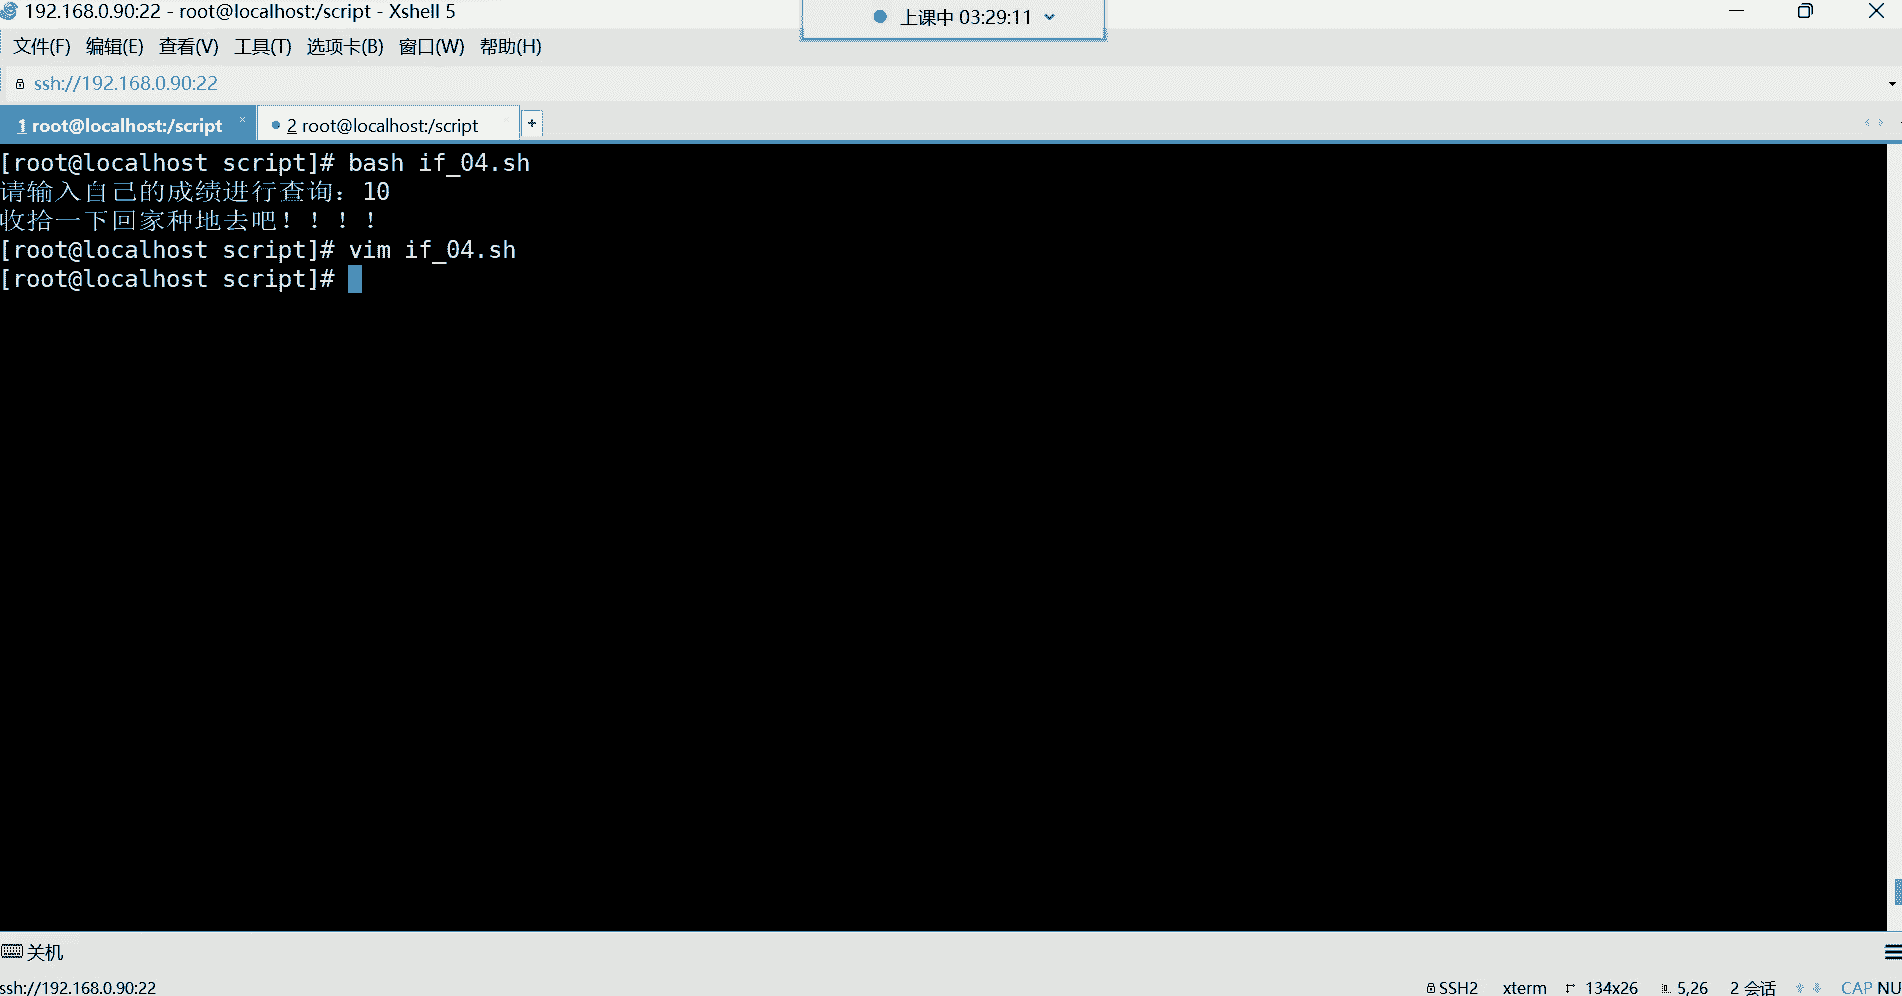 192.168.0.90:22 - root@localhost:/script - Xshell 5
上课中 03:29:11
文件(F) 编辑(E) 查看(V) 工具(T) 选项卡(B) 窗口(W) 帮助(H)
ssh://192.168.0.90:22
1 root@localhost:/script × 2 root@localhost:/script +
[root@localhost script]# bash if_04.sh
请输入自己的成绩进行查询：10
收拾一下回家种地去吧！！！！
[root@localhost script]# vim if_04.sh
[root@localhost script]#
关机
ssh://192.168.0.90:22 SSH2 xterm 134x26 5,26 2 会话 CAP NU